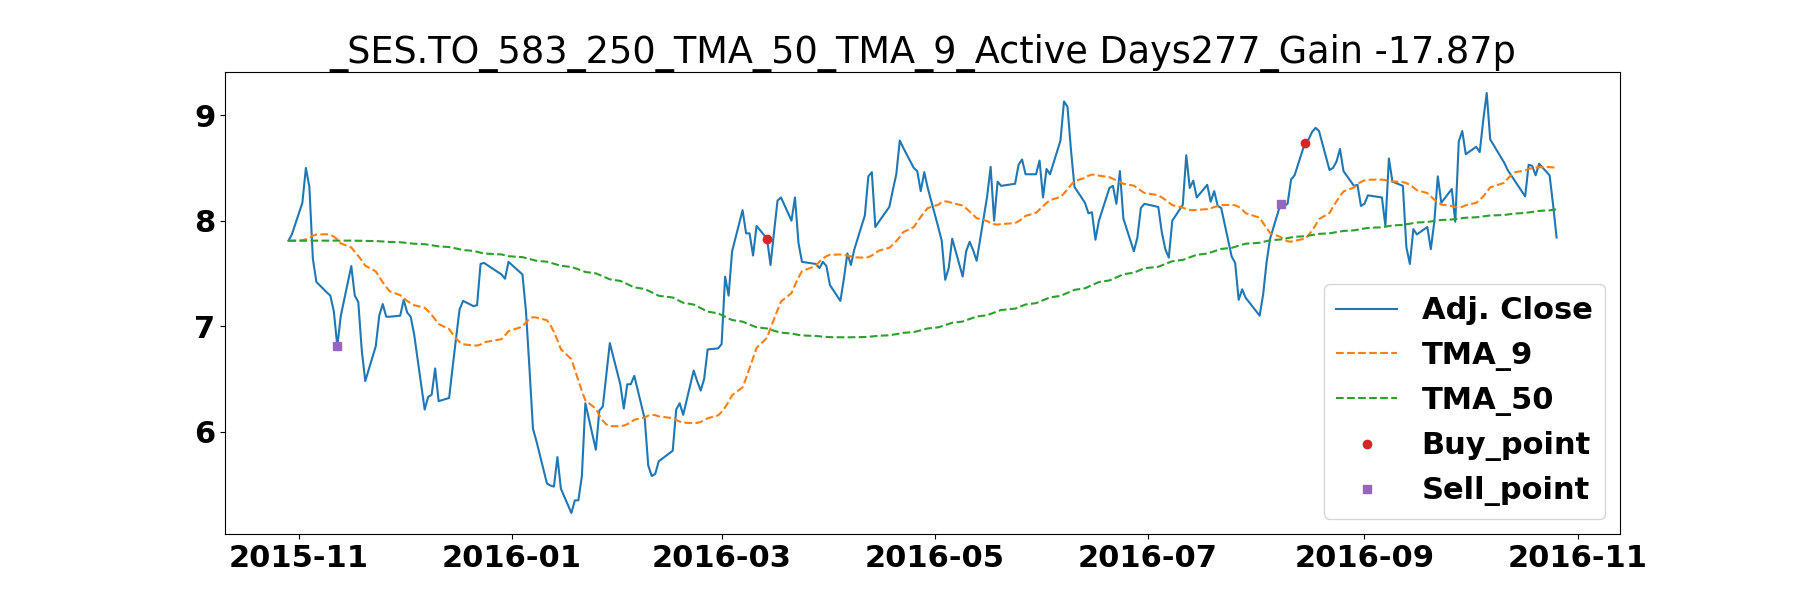 _SES.TO_583_250_TMA_50_TMA_9_Active Days277_Gain -17.87p
9
8
7
6
Adj. Close
TMA_9
TMA_50
Buy_point
Sell_point
2015-11 2016-01 2016-03 2016-05 2016-07 2016-09 2016-11